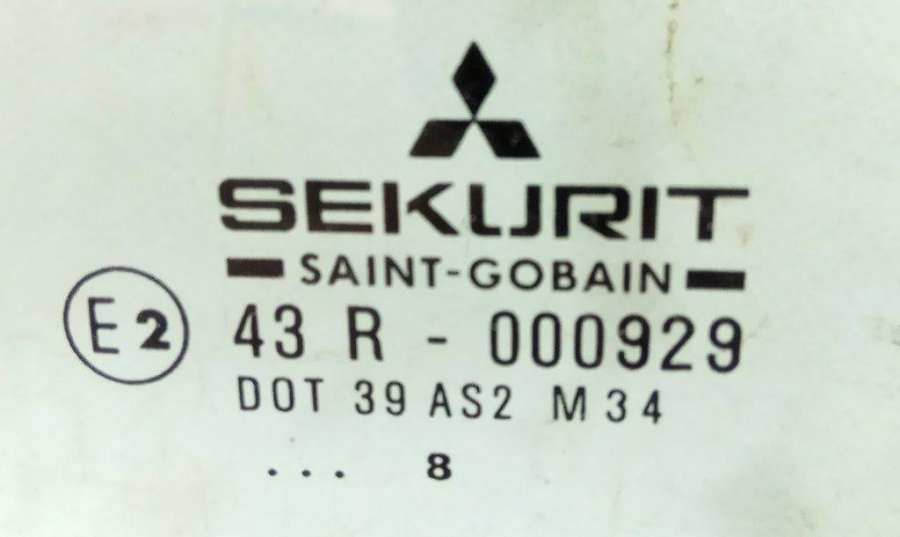 SEKURIT
SAINT-GOBAIN
E2 43 R - 000929
DOT 39 AS2 M34
... 8